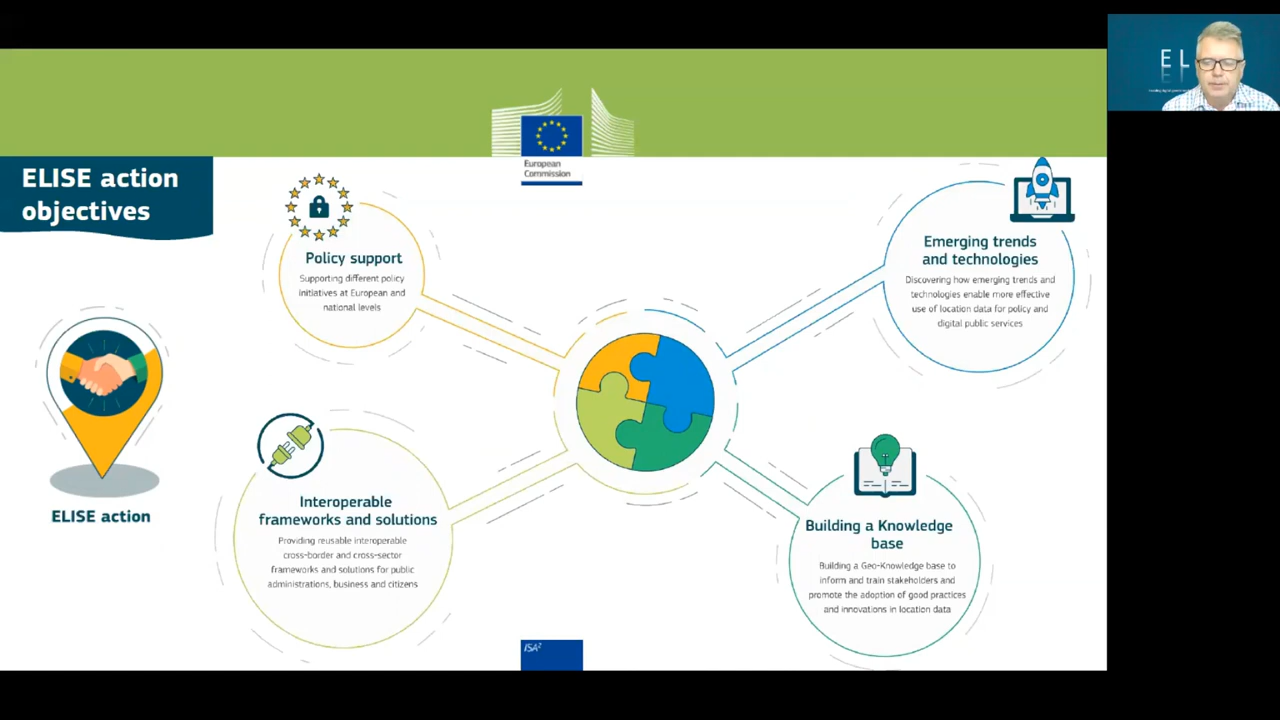 ELISE action
objectives
European
Commission
Policy support
Supporting different policy
initiatives at European and
national levels
Emerging trends
and technologies
Discovering how emerging trends and
technologies enable more effective
use of location data for policy and
digital public services
ELISE action
Interoperable
frameworks and solutions
Providing reusable interoperable
cross-border and cross-sector
frameworks and solutions for public
administrations, business and citizens
Building a Knowledge
base
Building a Geo-Knowledge base to
inform and train stakeholders and
promote the adoption of good practices
and innovations in location data
ISA²
E L